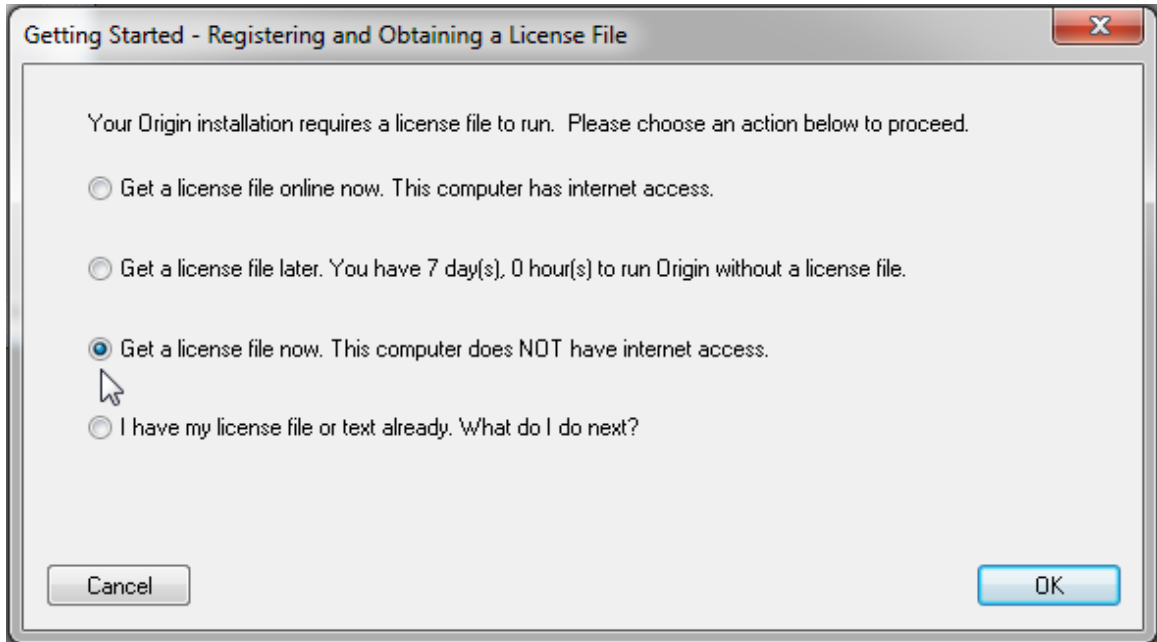 Getting Started - Registering and Obtaining a License File
Your Origin installation requires a license file to run.  Please choose an action below to proceed.
Get a license file online now. This computer has internet access.
Get a license file later. You have 7 day(s), 0 hour(s) to run Origin without a license file.
Get a license file now. This computer does NOT have internet access.
I have my license file or text already. What do I do next?
Cancel
OK